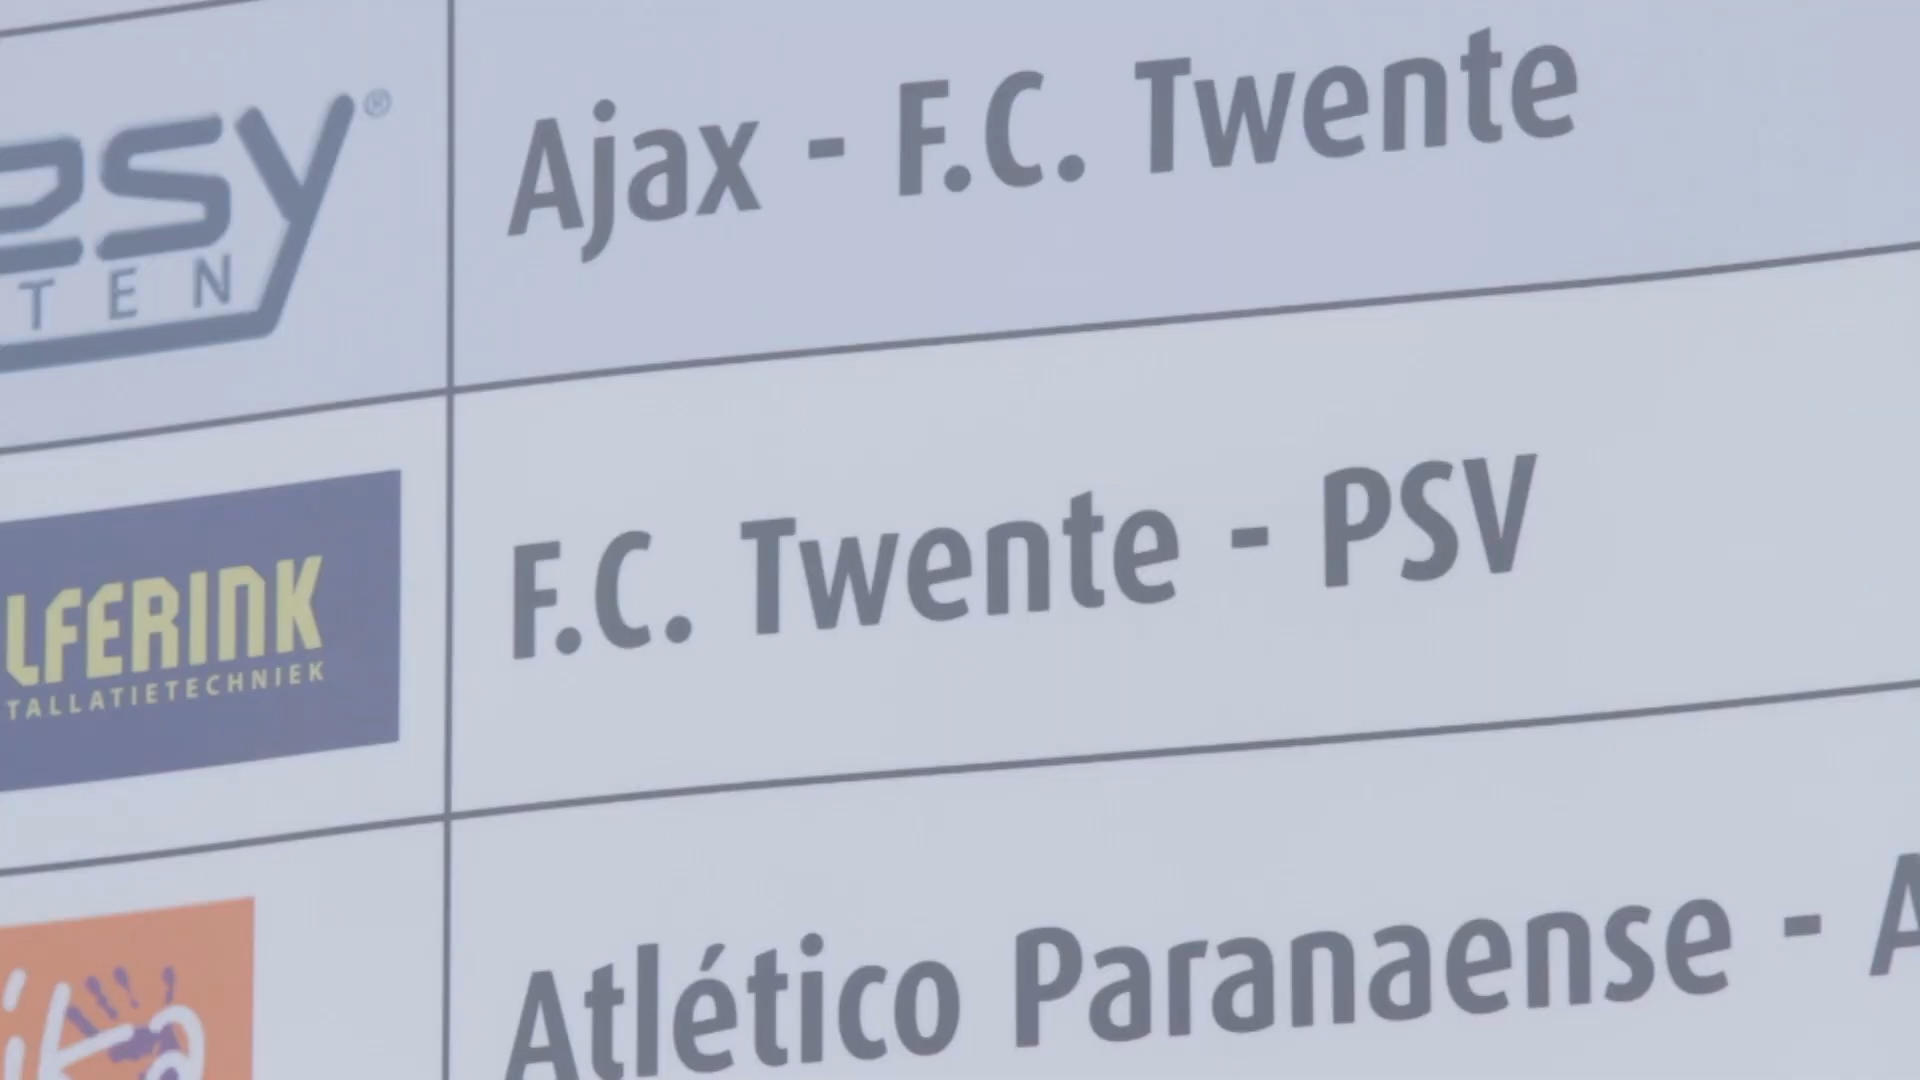 esy®
TEN
Ajax - F.C. Twente
LFERINK
TALLATIETECHNIEK
F.C. Twente - PSV
Atlético Paranaense - A